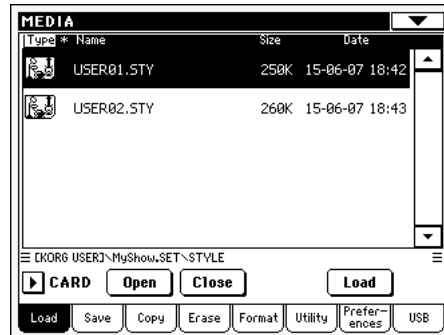 MEDIA
Type * Name Size Date
USER01.STY 250K 15-06-07 18:42
USER02.STY 260K 15-06-07 18:43
[KORG USER]\MyShow.SET\STYLE
CARD Open Close Load
Load Save Copy Erase Format Utility Prefer-ences USB